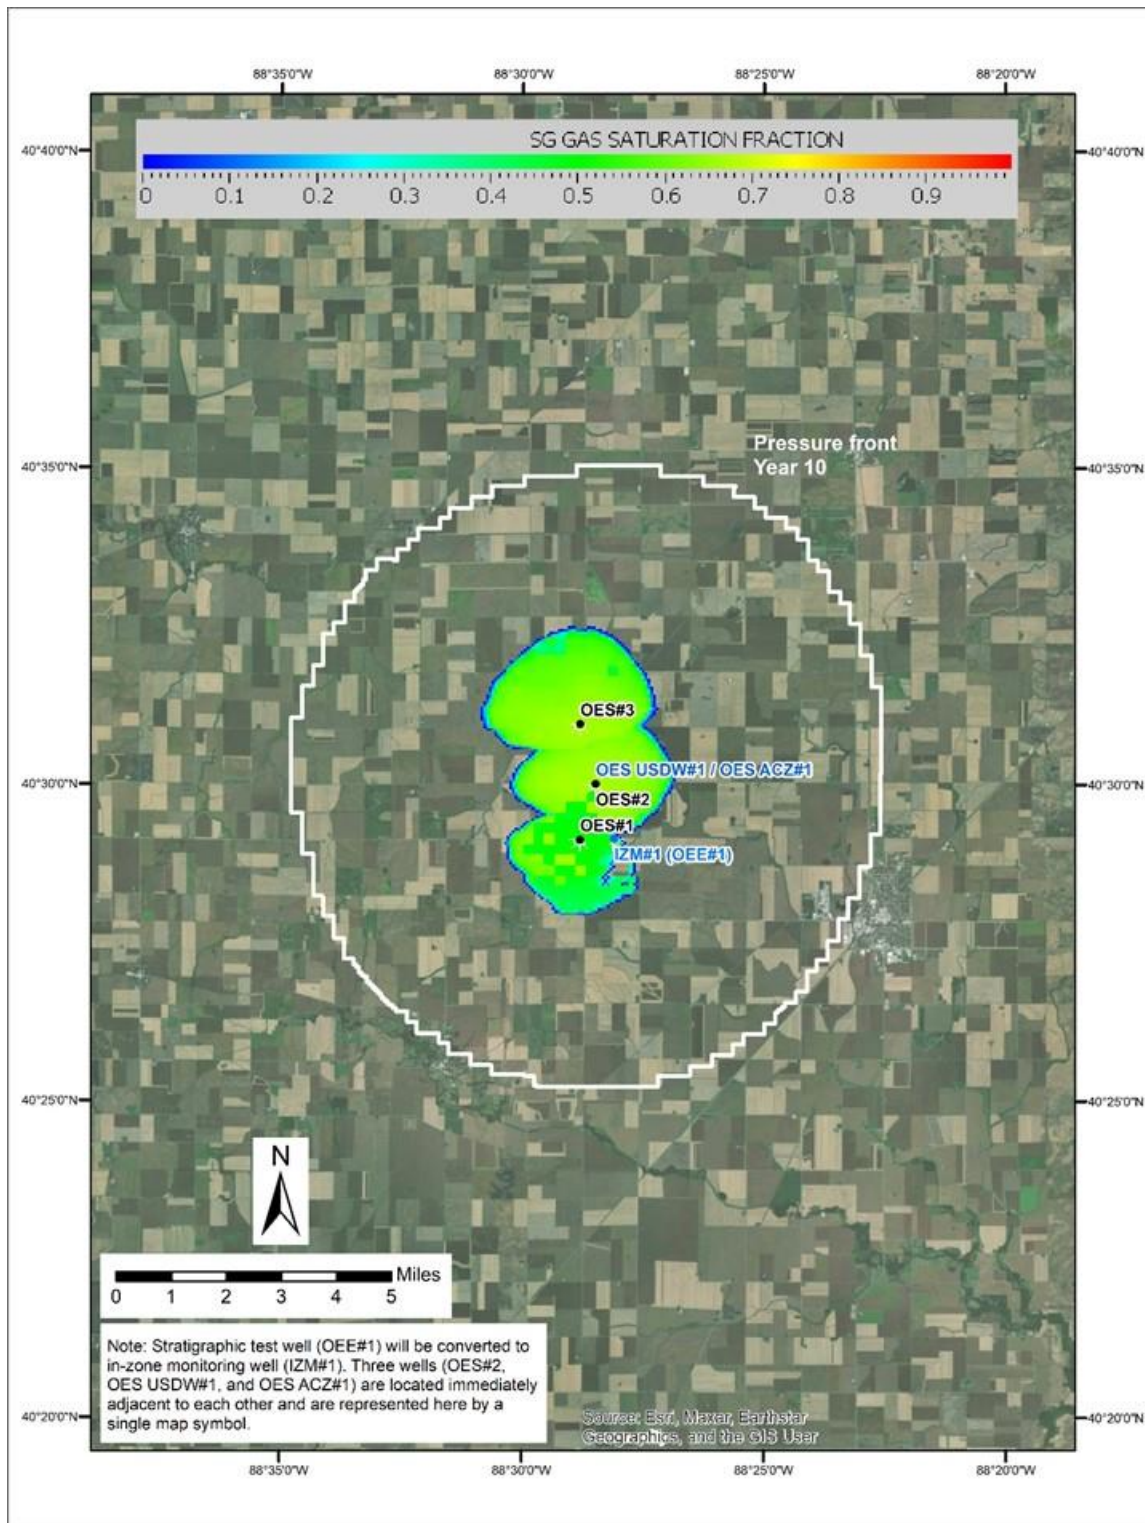 88°35'0"W 88°30'0"W 88°25'0"W 88°20'0"W
SG GAS SATURATION FRACTION
0 0.1 0.2 0.3 0.4 0.5 0.6 0.7 0.8 0.9
40°40'0"N 40°40'0"N
Pressure front
Year 10
40°35'0"N 40°35'0"N
OES#3
OES USDW#1 / OES ACZ#1
40°30'0"N 40°30'0"N
OES#2
OES#1
IZM#1 (OEE#1)
40°25'0"N 40°25'0"N
N
Miles
0 1 2 3 4 5
Note: Stratigraphic test well (OEE#1) will be converted to
in-zone monitoring well (IZM#1). Three wells (OES#2,
OES USDW#1, and OES ACZ#1) are located immediately
adjacent to each other and are represented here by a
single map symbol.
40°20'0"N 40°20'0"N
Source: Esri, Maxar, Earthstar
Geographics, and the GIS User
88°35'0"W 88°30'0"W 88°25'0"W 88°20'0"W